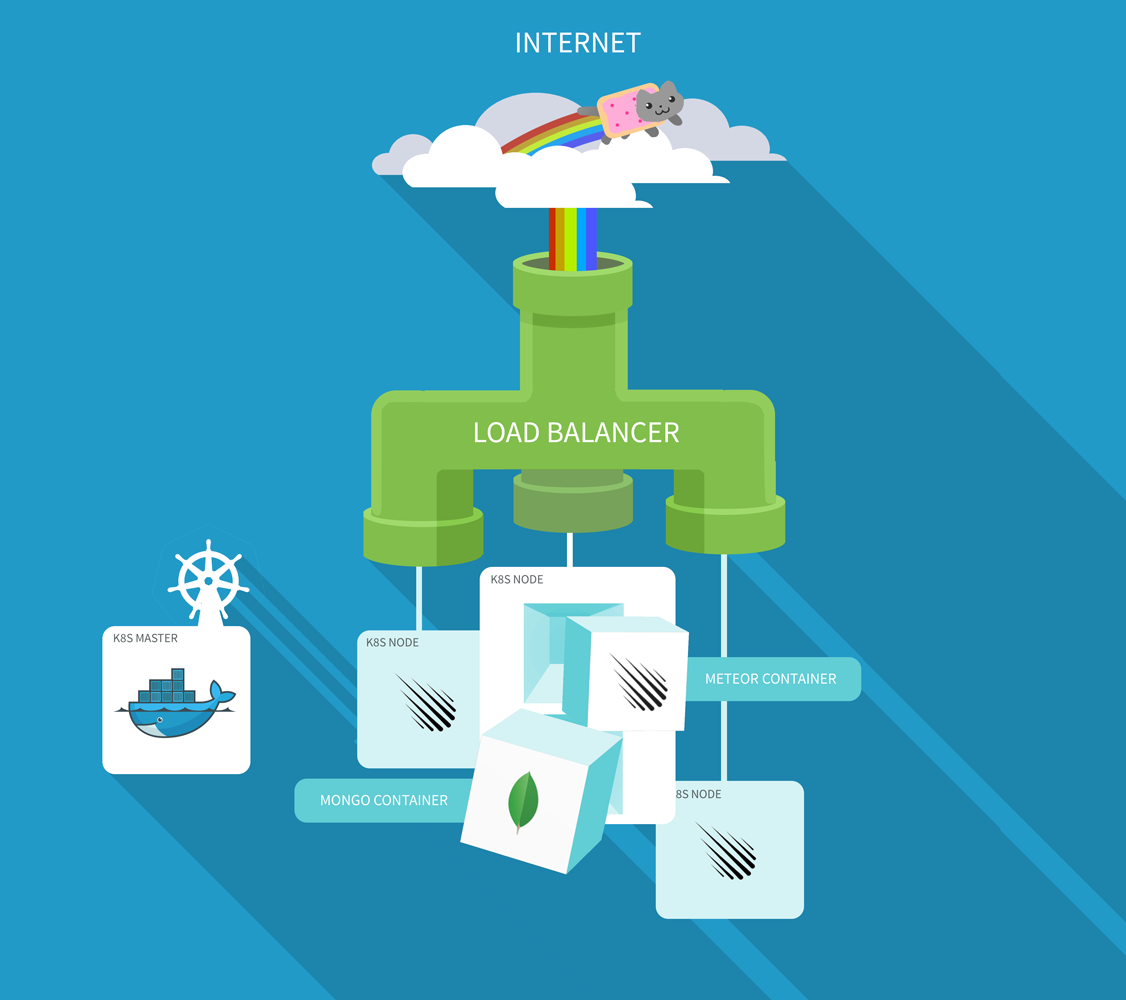 INTERNET
LOAD BALANCER
K8S NODE
K8S MASTER
K8S NODE
METEOR CONTAINER
MONGO CONTAINER
8S NODE